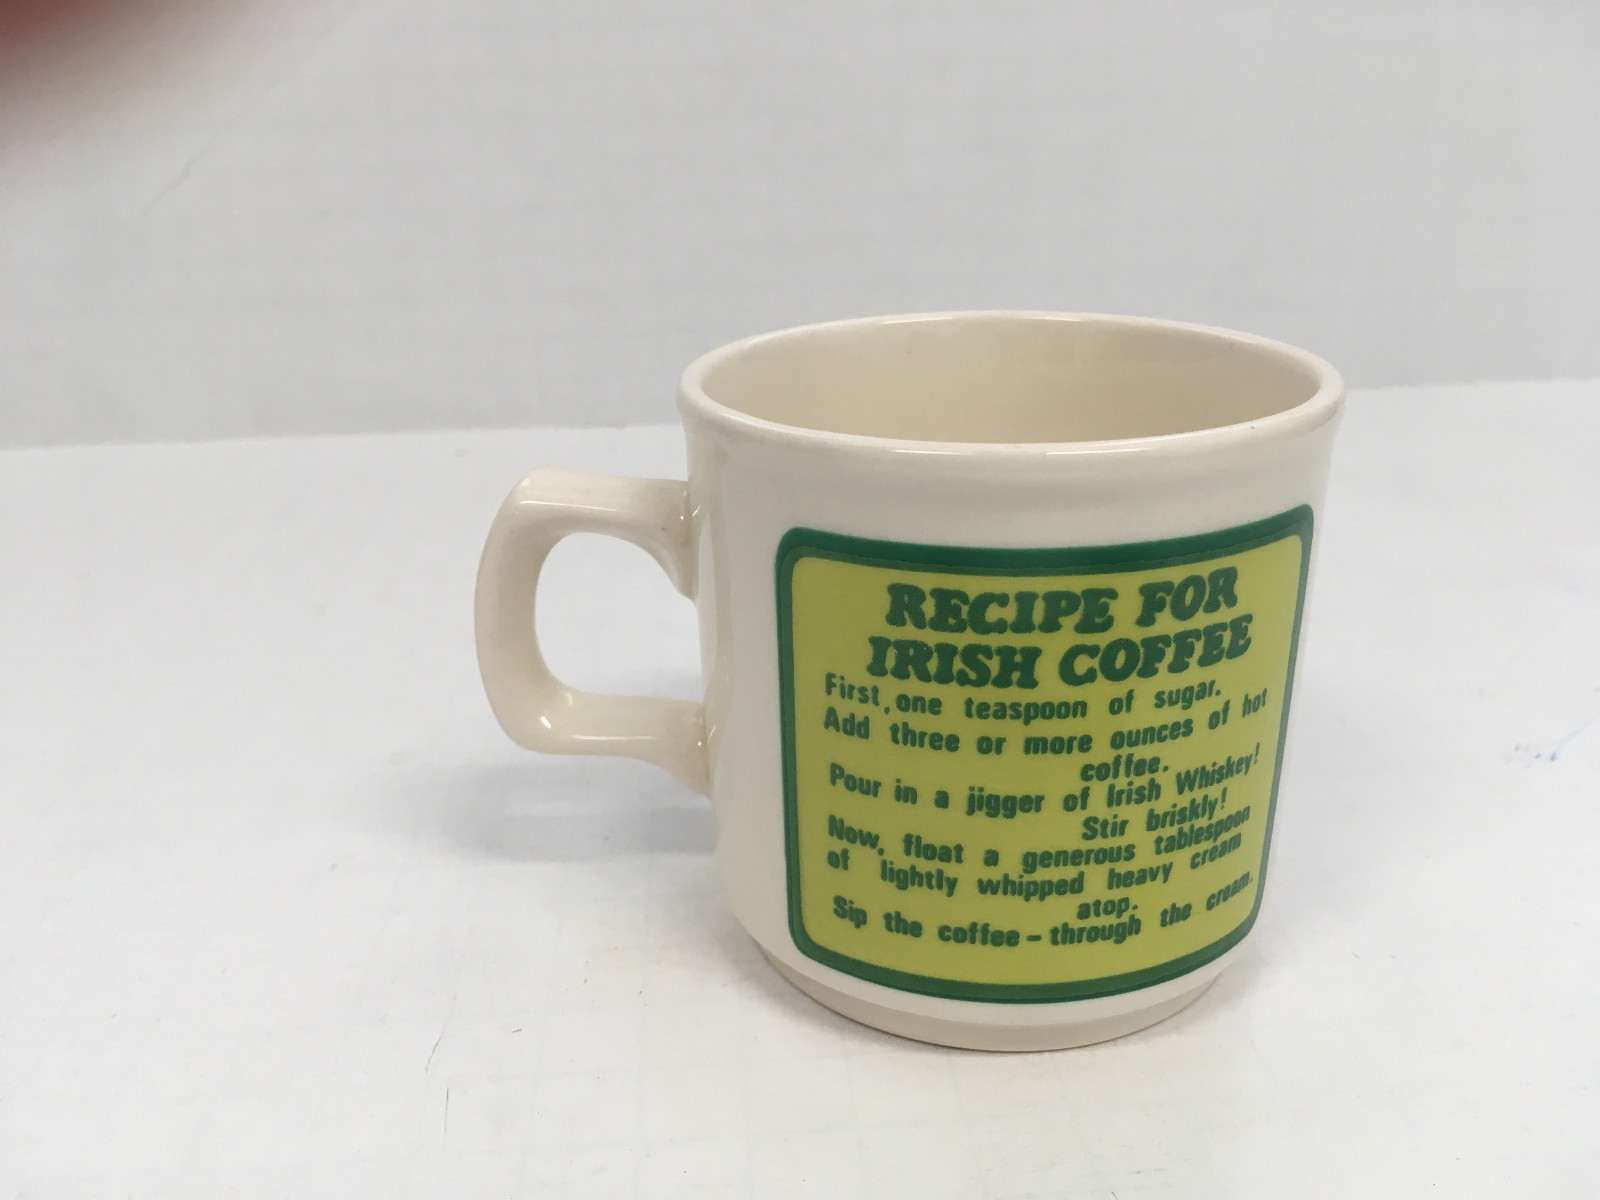 RECIPE FOR
IRISH COFFEE
First, one teaspoon of sugar.
Add three or more ounces of hot
coffee.
Pour in a jigger of Irish Whiskey!
Stir briskly!
Now, float a generous tablespoon
of lightly whipped heavy cream
atop.
Sip the coffee – through the cream.